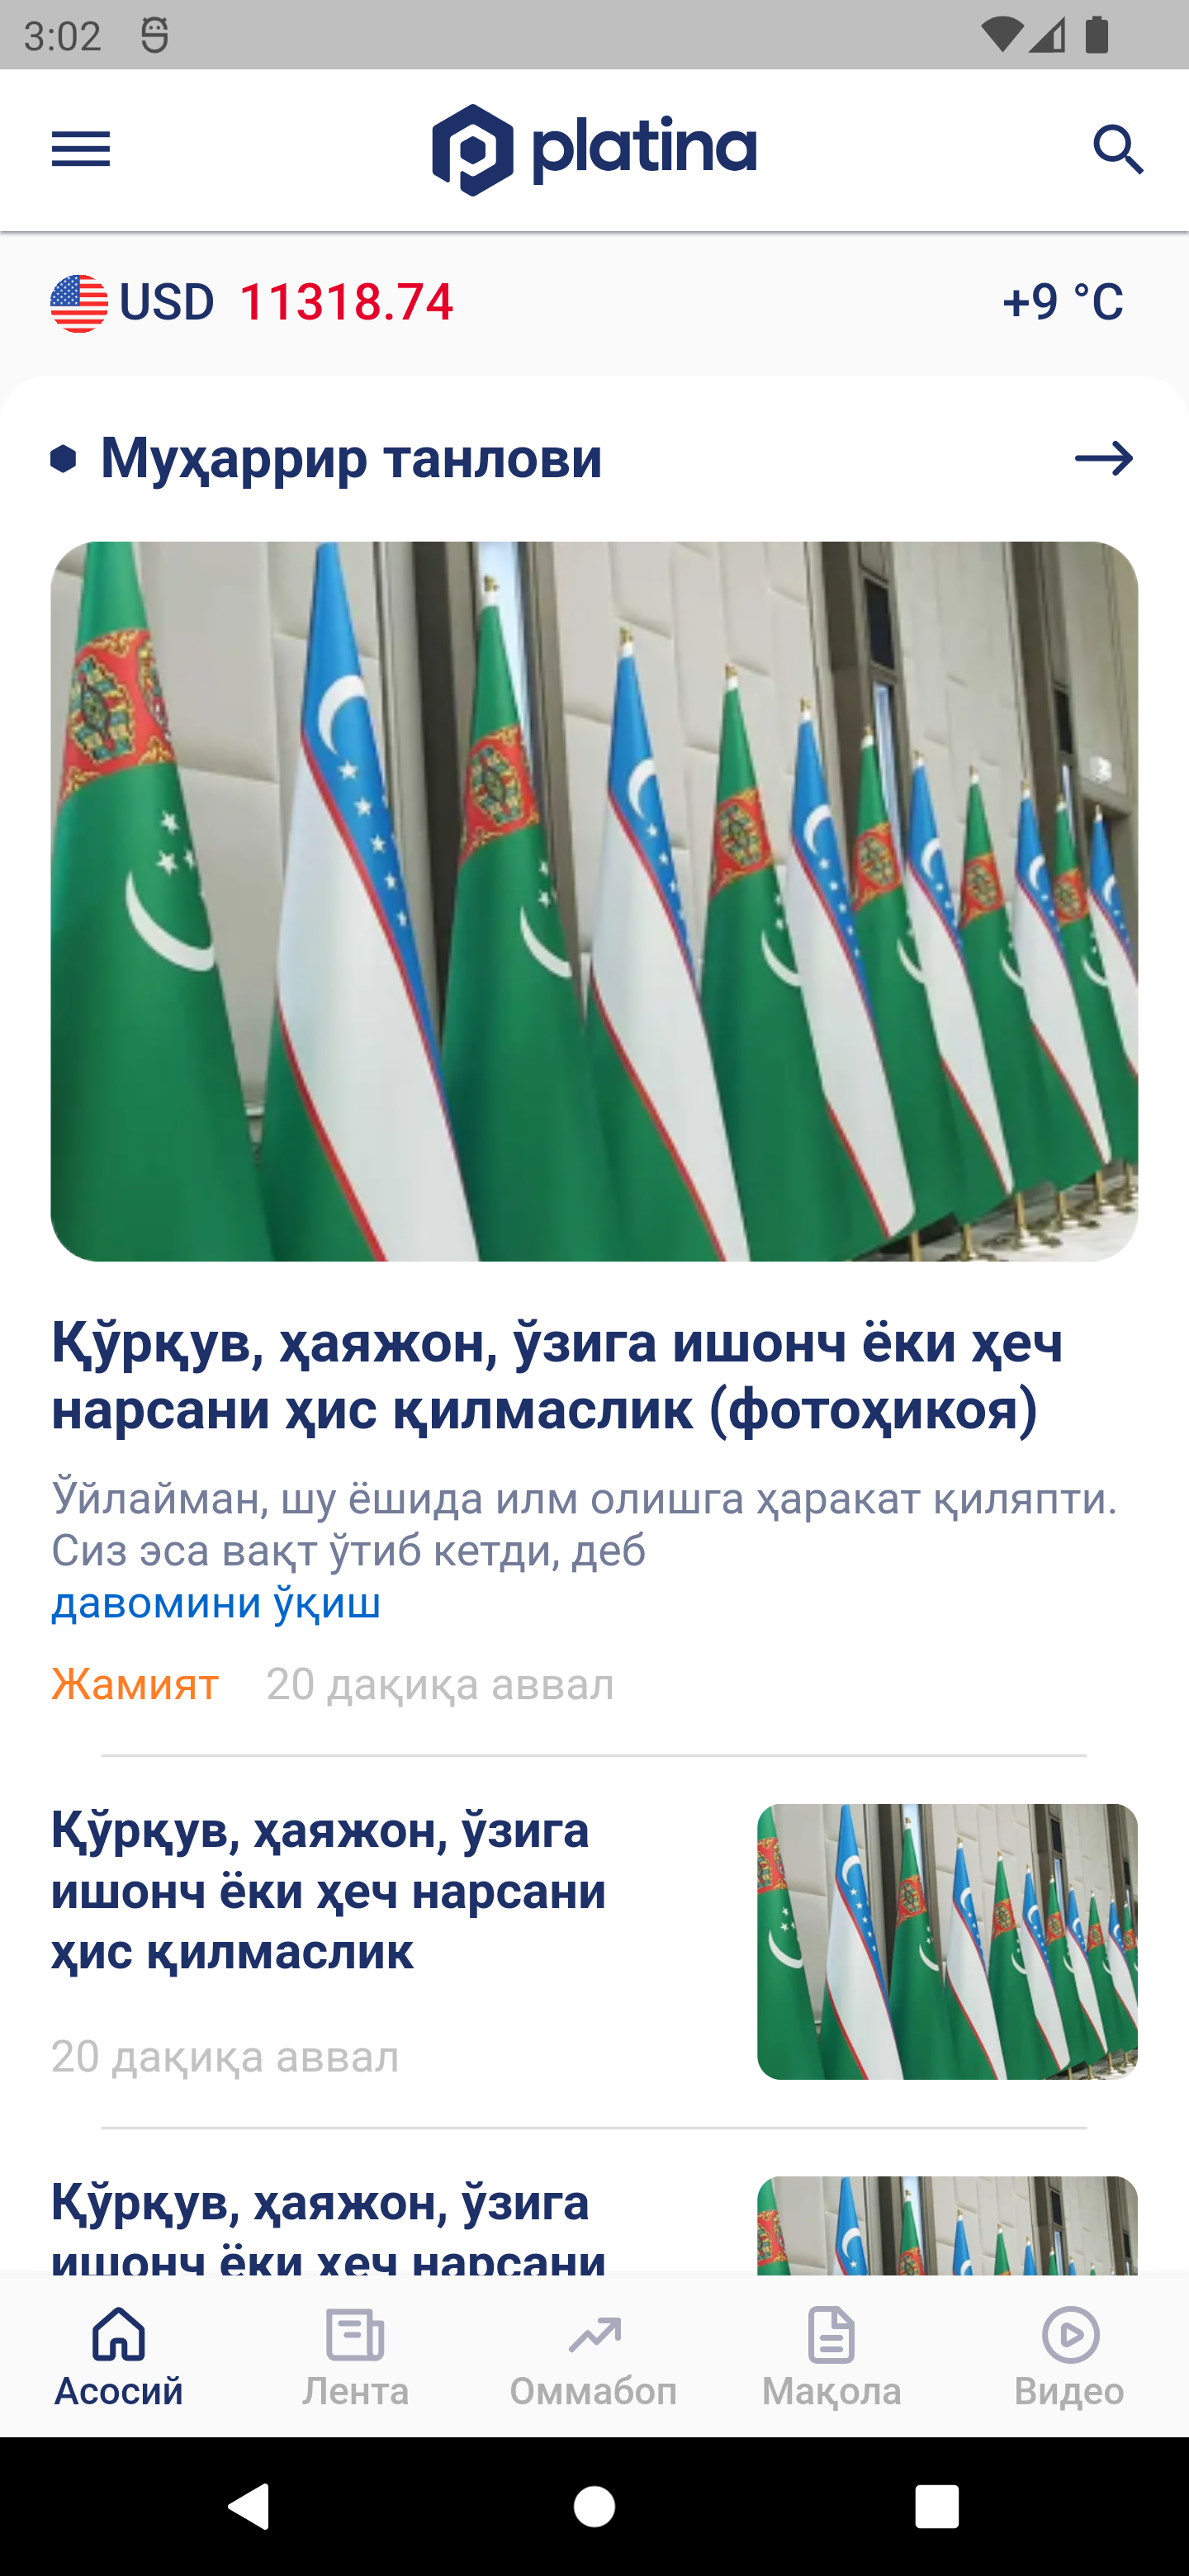 3:02
platina
USD 11318.74 +9 °C
Муҳаррир танлови
Қўрқув, ҳаяжон, ўзига ишонч ёки ҳеч
нарсани ҳис қилмаслик (фотоҳикоя)
Ўйлайман, шу ёшида илм олишга ҳаракат қиляпти.
Сиз эса вақт ўтиб кетди, деб
давомини ўқиш
Жамият 20 дақиқа аввал
Қўрқув, ҳаяжон, ўзига
ишонч ёки ҳеч нарсани
ҳис қилмаслик
20 дақиқа аввал
Қўрқув, ҳаяжон, ўзига
ишонч ёки ҳеч нарсани
Асосий Лента Оммабоп Мақола Видео